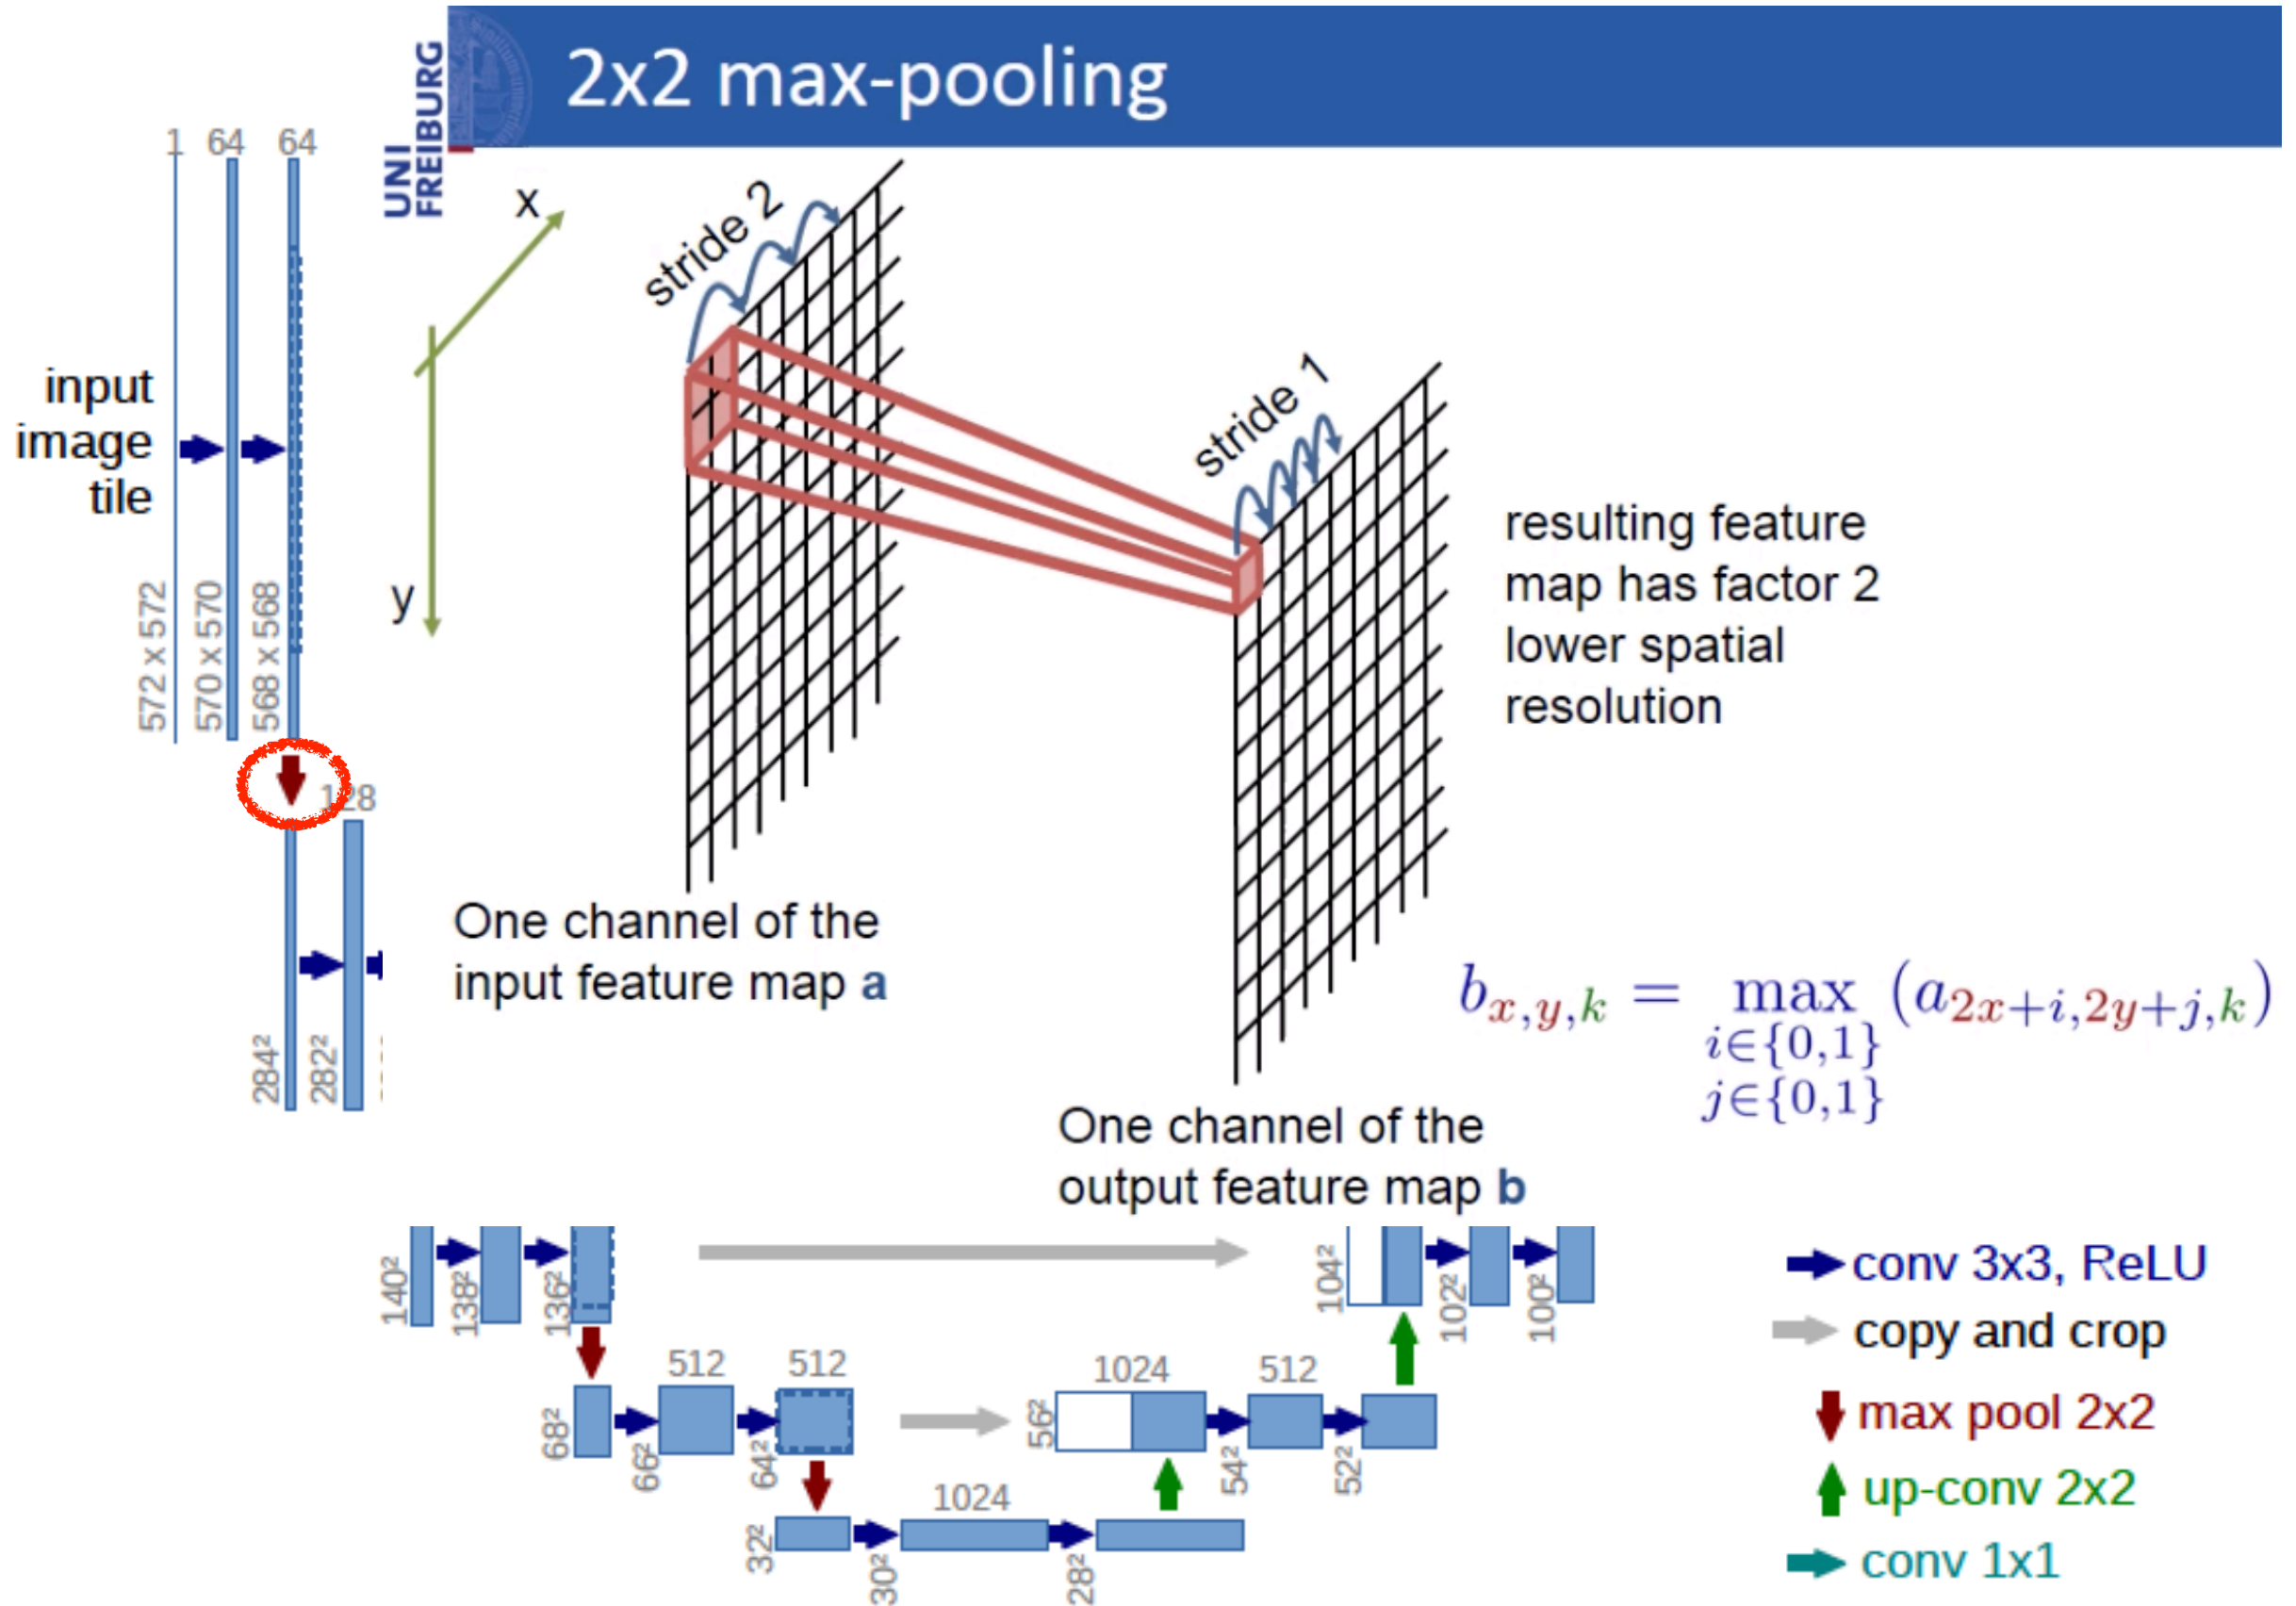 UNI
FREIBURG
2x2 max-pooling
1 64 64
x
stride 2
input
image
tile
stride 1
y
572 x 572
570 x 570
568 x 568
resulting feature
map has factor 2
lower spatial
resolution
128
One channel of the
input feature map a
284²
282²
b_{x,y,k} = max (a_{2x+i,2y+j,k})
i∈{0,1}
j∈{0,1}
One channel of the
output feature map b
140²
138²
136²
104²
102²
100²
conv 3x3, ReLU
copy and crop
max pool 2x2
up-conv 2x2
conv 1x1
512 512
1024 512
68²
66²
64²
56²
54²
52²
1024
32²
30²
28²